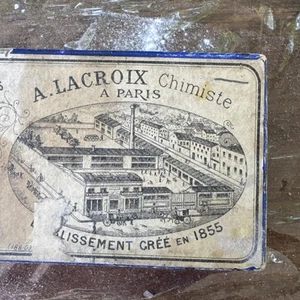 A. LACROIX Chimiste
A PARIS
LISSEMENT CRÉÉ EN 1855